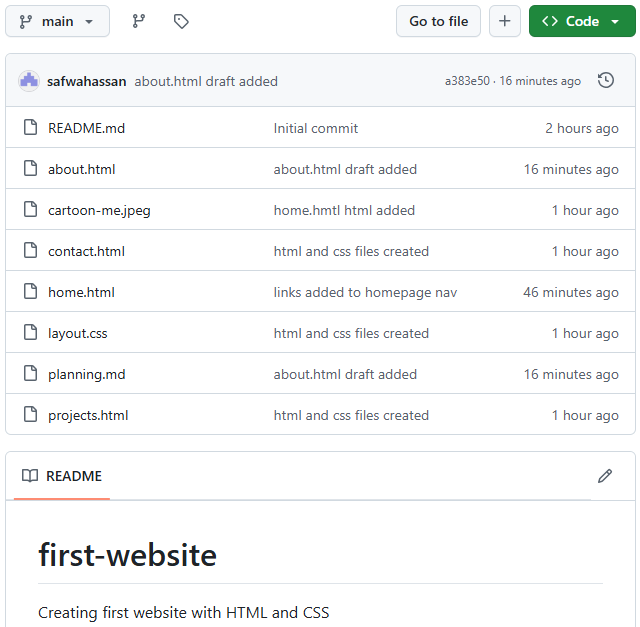 main Go to file Code
safwahassan about.html draft added a383e50 · 16 minutes ago
README.md Initial commit 2 hours ago
about.html about.html draft added 16 minutes ago
cartoon-me.jpeg home.hmtl html added 1 hour ago
contact.html html and css files created 1 hour ago
home.html links added to homepage nav 46 minutes ago
layout.css html and css files created 1 hour ago
planning.md about.html draft added 16 minutes ago
projects.html html and css files created 1 hour ago
README
first-website
Creating first website with HTML and CSS